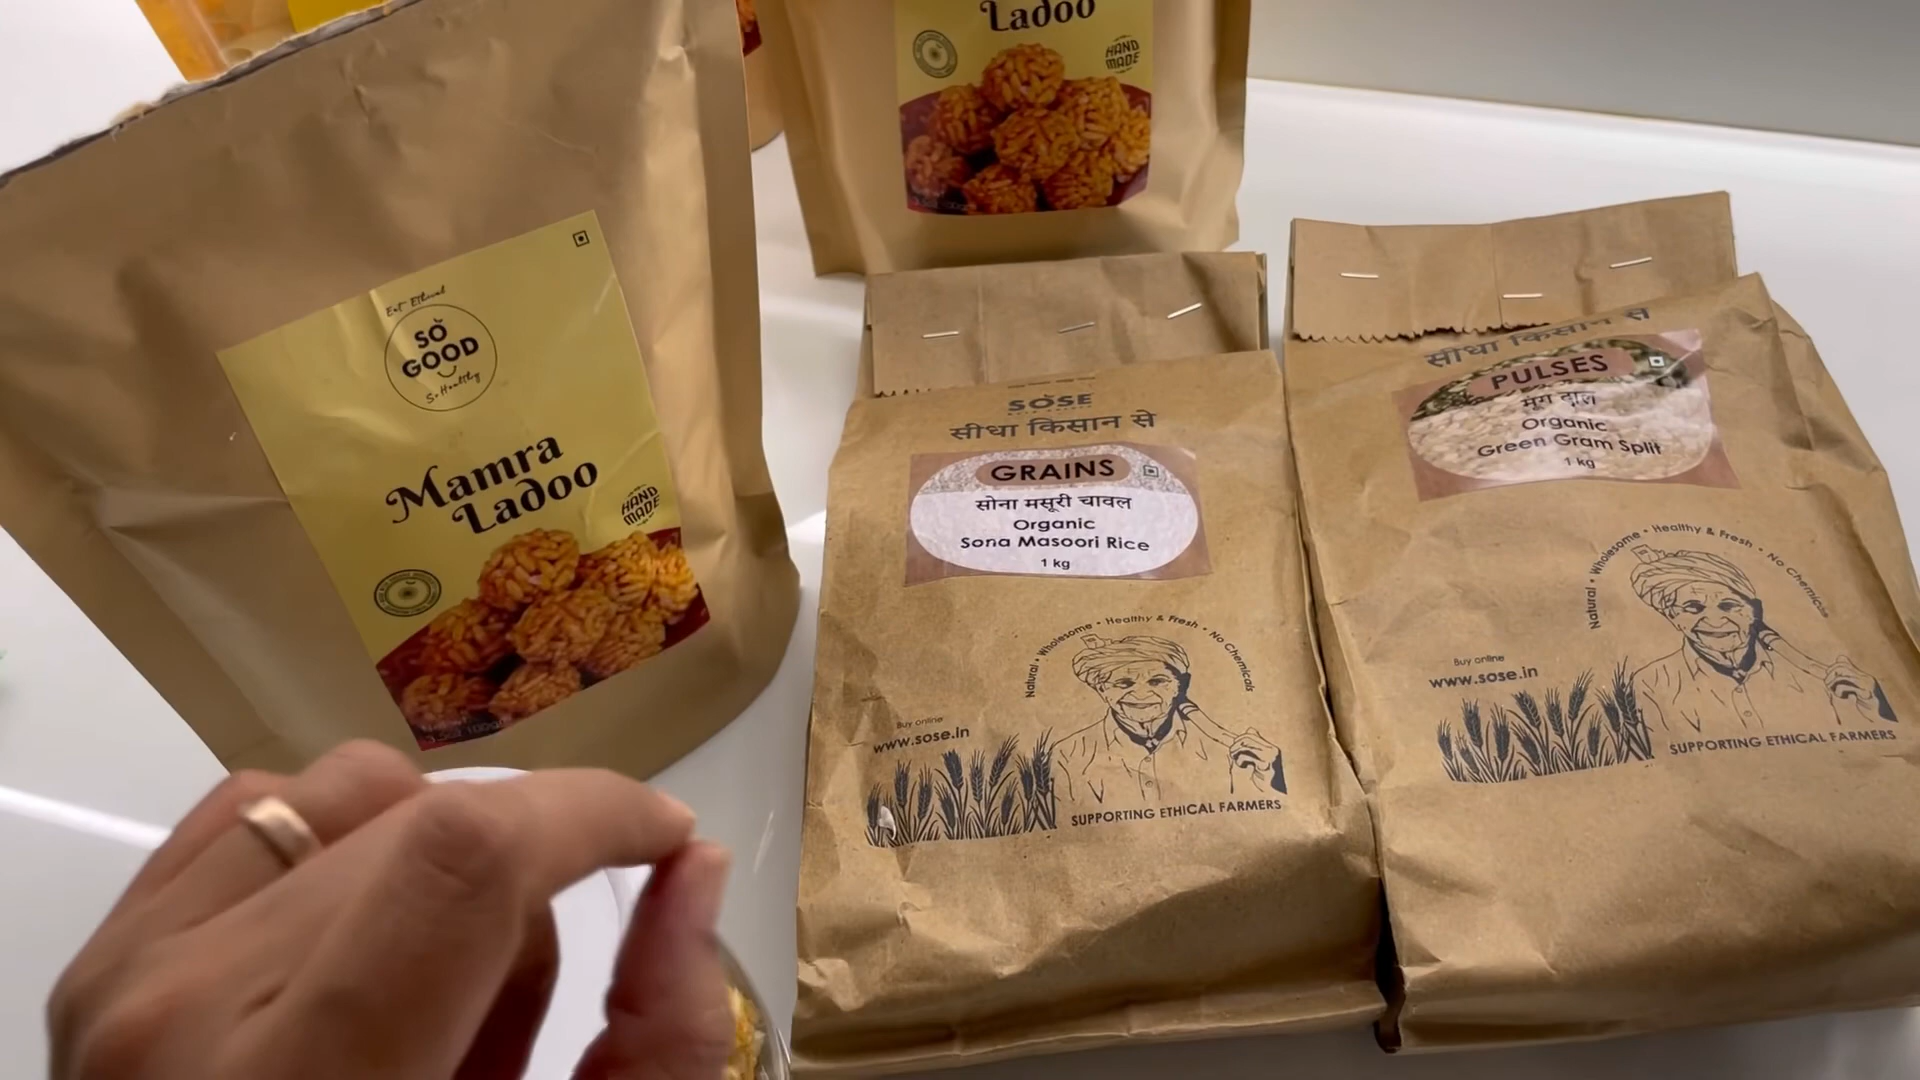 Eat Ethical
SO
GOOD
So Healthy
Mamra
Ladoo
HAND
MADE
Ladoo
HAND
MADE
SOSE
सीधा किसान से
GRAINS
सोना मसूरी चावल
Organic
Sona Masoori Rice
1 kg
Natural • Wholesome • Healthy & Fresh • No Chemicals
Buy online
www.sose.in
SUPPORTING ETHICAL FARMERS
सीधा किसान से
PULSES
मूंग दाल
Organic
Green Gram Split
1 kg
Natural • Wholesome • Healthy & Fresh • No Chemicals
Buy online
www.sose.in
SUPPORTING ETHICAL FARMERS